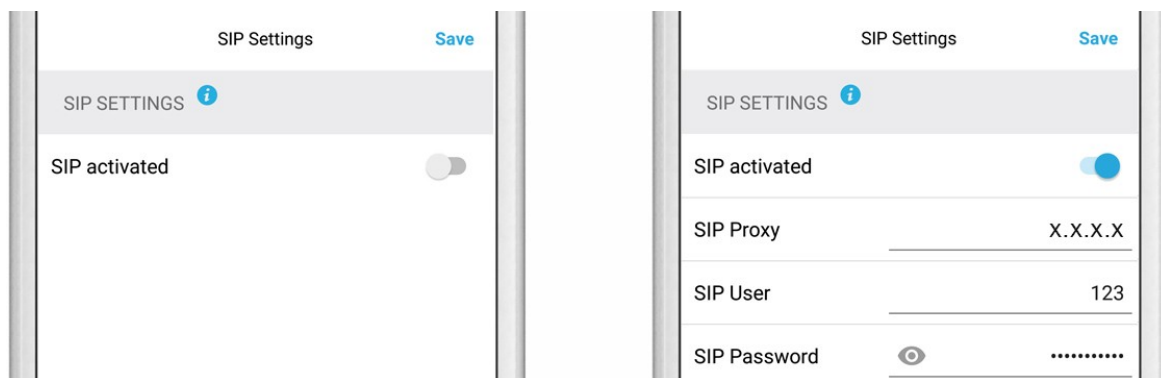 SIP Settings Save
SIP SETTINGS i
SIP activated
SIP Settings Save
SIP SETTINGS i
SIP activated
SIP Proxy X.X.X.X
SIP User 123
SIP Password •••••••••••